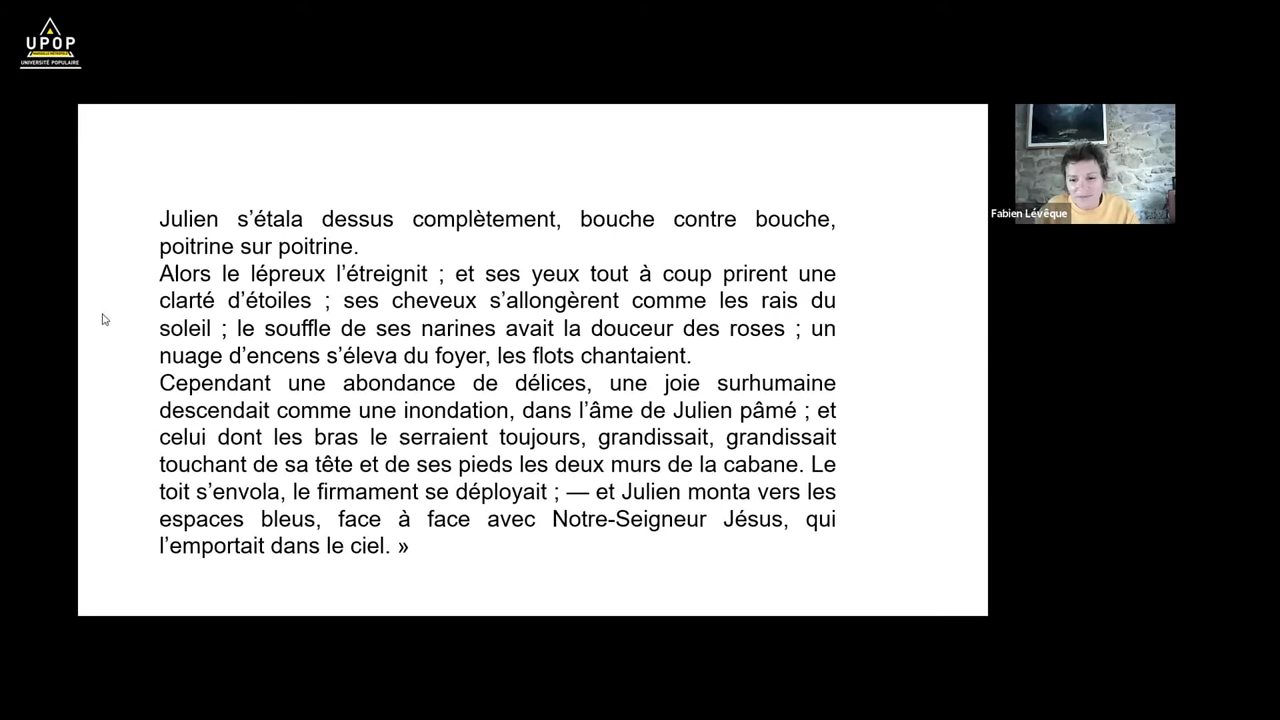 UPOP
UNIVERSITÉ POPULAIRE
Julien s’étala dssus complètement, bouche contre bouche,
poitrine sur poitrine.
Alors le lépreux l’étreignit ; et ses yeux tout à coup prirent une
clarté d’étoiles ; ses cheveux s’allongèrent comme les rais du
soleil ; le souffle de ses narines avait la douceur des roses ; un
nuage d’encens s’éleva du foyer, les flots chantaient.
Cependant une abondance de délices, une joie surhumaine
descendait comme une inondation, dans l’âme de Julien pâmé ; et
celui dont les bras le serraient toujours, grandissait, grandissait
touchant de sa tête et de ses pieds les deux murs de la cabane. Le
toit s’envola, le firmament se déployait ; — et Julien monta vers les
espaces bleus, face à face avec Notre-Seigneur Jésus, qui
l’emportait dans le ciel. »
Fabien Lévêque